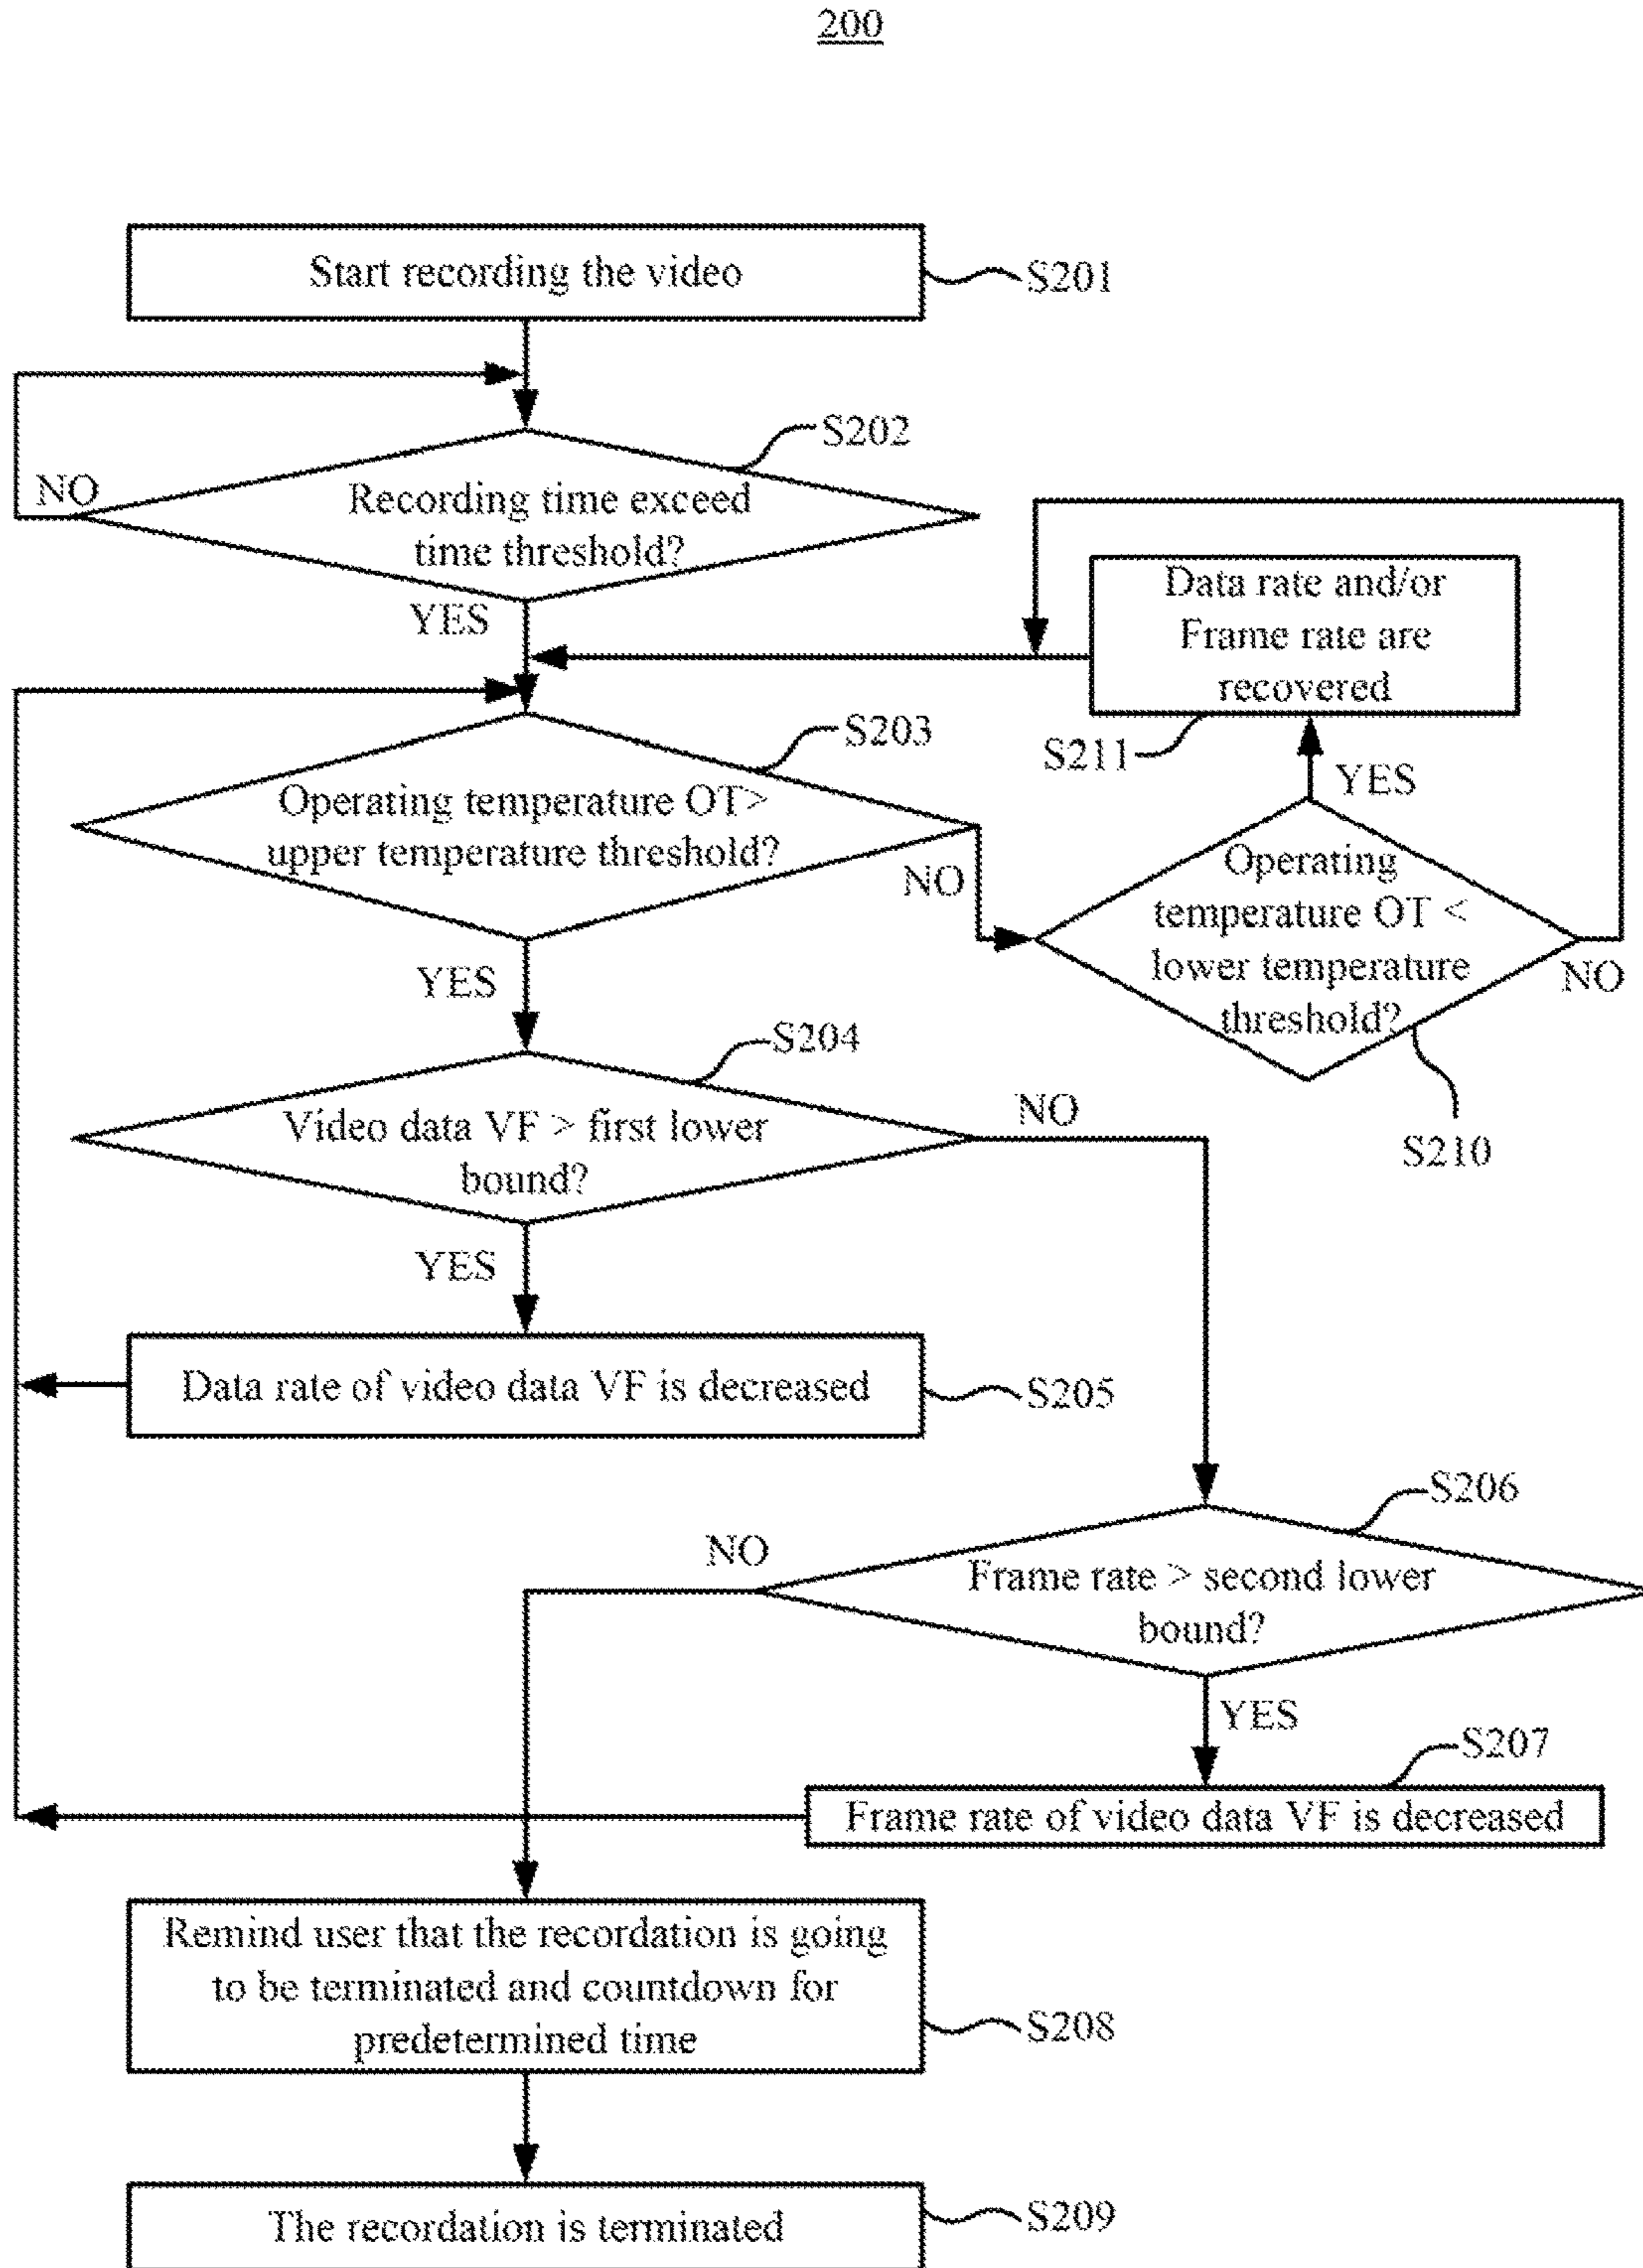 200
Start recording the video
S201
S202
NO
Recording time exceed
time threshold?
YES
Data rate and/or
Frame rate are
recovered
S211
YES
S203
Operating temperature OT>
upper temperature threshold?
NO
Operating
temperature OT <
lower temperature
threshold?
NO
S210
YES
S204
Video data VF > first lower
bound?
NO
YES
Data rate of video data VF is decreased
S205
S206
NO
Frame rate > second lower
bound?
YES
S207
Frame rate of video data VF is decreased
Remind user that the recordation is going
to be terminated and countdown for
predetermined time
S208
The recordation is terminated
S209